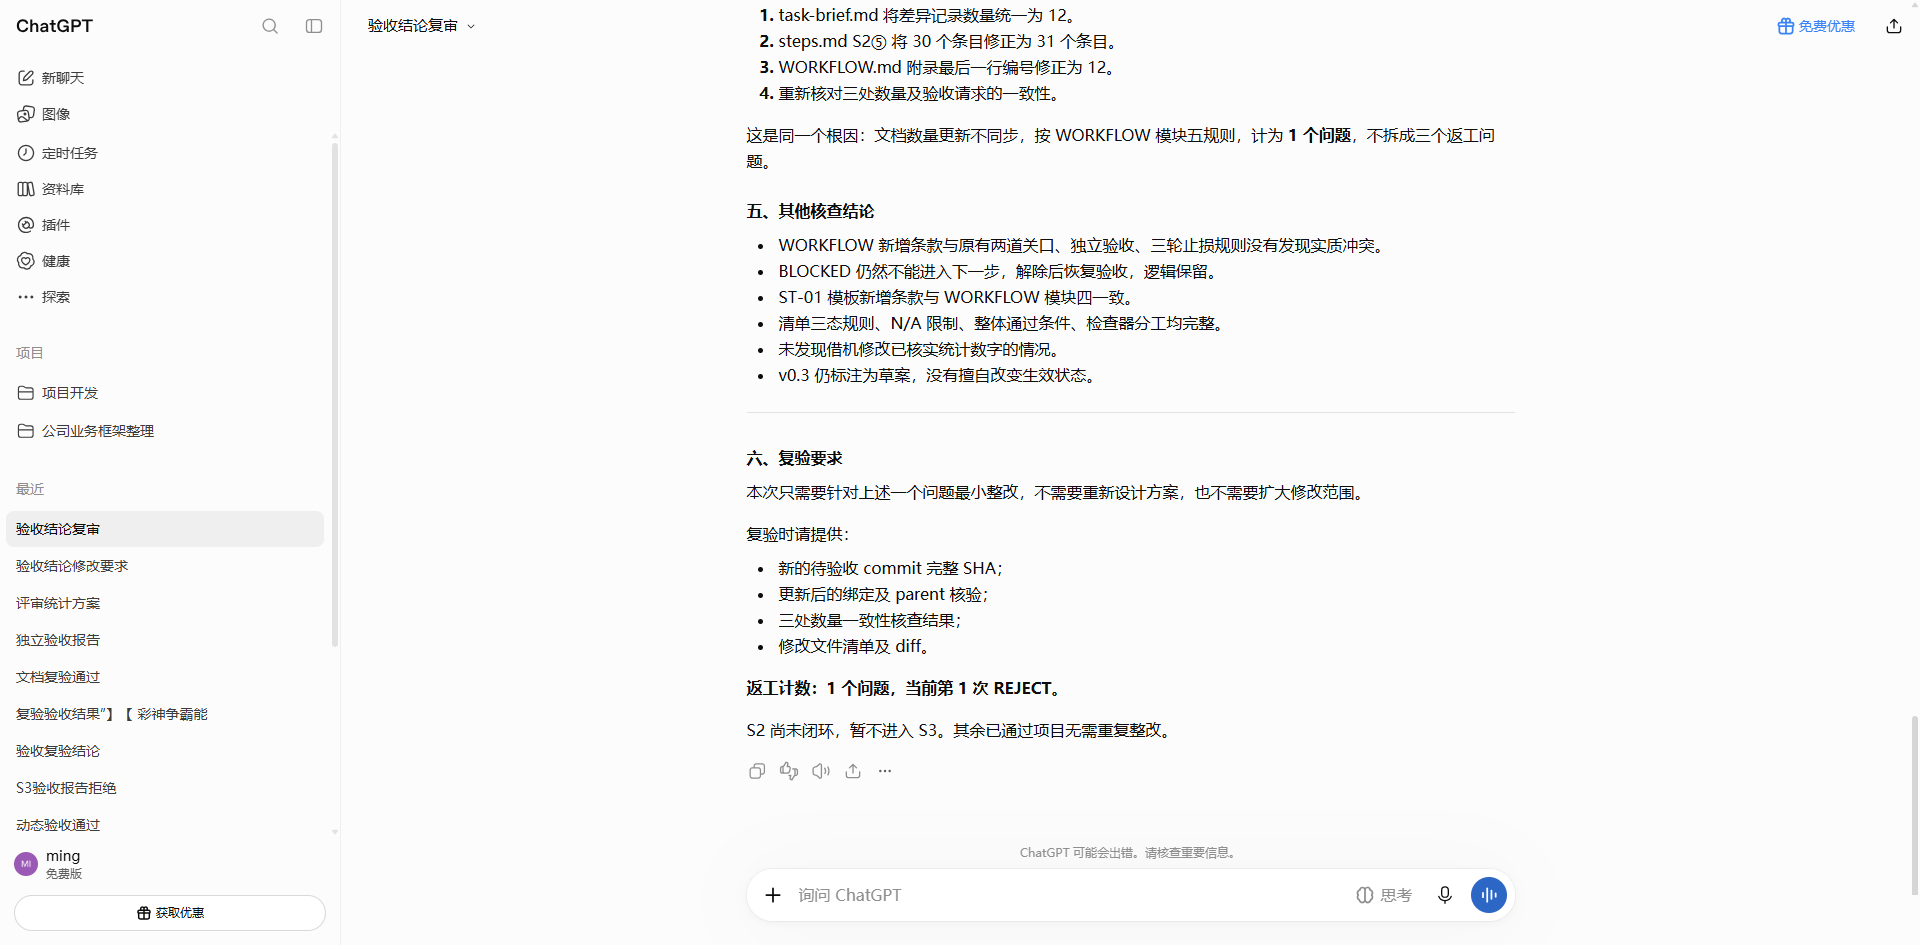 ChatGPT
新聊天
图像
定时任务
资料库
插件
健康
探索
项目
项目开发
公司业务框架整理
最近
验收结论复审
验收结论修改要求
评审统计方案
独立验收报告
文档复验通过
复验验收结果”】【 彩神争霸能
验收复验结论
S3验收报告拒绝
动态验收通过
MI
ming
免费版
获取优惠
验收结论复审
免费优惠
1. task-brief.md 将差异记录数量统一为 12。
2. steps.md S2⑤ 将 30 个条目修正为 31 个条目。
3. WORKFLOW.md 附录最后一行编号修正为 12。
4. 重新核对三处数量及验收请求的一致性。
这是同一个根因：文档数量更新不同步，按 WORKFLOW 模块五规则，计为 1 个问题，不拆成三个返工问
题。
五、其他核查结论
• WORKFLOW 新增条款与原有两道关口、独立验收、三轮止损规则没有发现实质冲突。
• BLOCKED 仍然不能进入下一步，解除后恢复验收，逻辑保留。
• ST-01 模板新增条款与 WORKFLOW 模块四一致。
• 清单三态规则、N/A 限制、整体通过条件、检查器分工均完整。
• 未发现借机修改已核实统计数字的情况。
• v0.3 仍标注为草案，没有擅自改变生效状态。
六、复验要求
本次只需要针对上述一个问题最小整改，不需要重新设计方案，也不需要扩大修改范围。
复验时请提供：
• 新的待验收 commit 完整 SHA；
• 更新后的绑定及 parent 核验；
• 三处数量一致性核查结果；
• 修改文件清单及 diff。
返工计数：1 个问题，当前第 1 次 REJECT。
S2 尚未闭环，暂不进入 S3。其余已通过项目无需重复整改。
ChatGPT 可能会出错。请核查重要信息。
询问 ChatGPT
思考